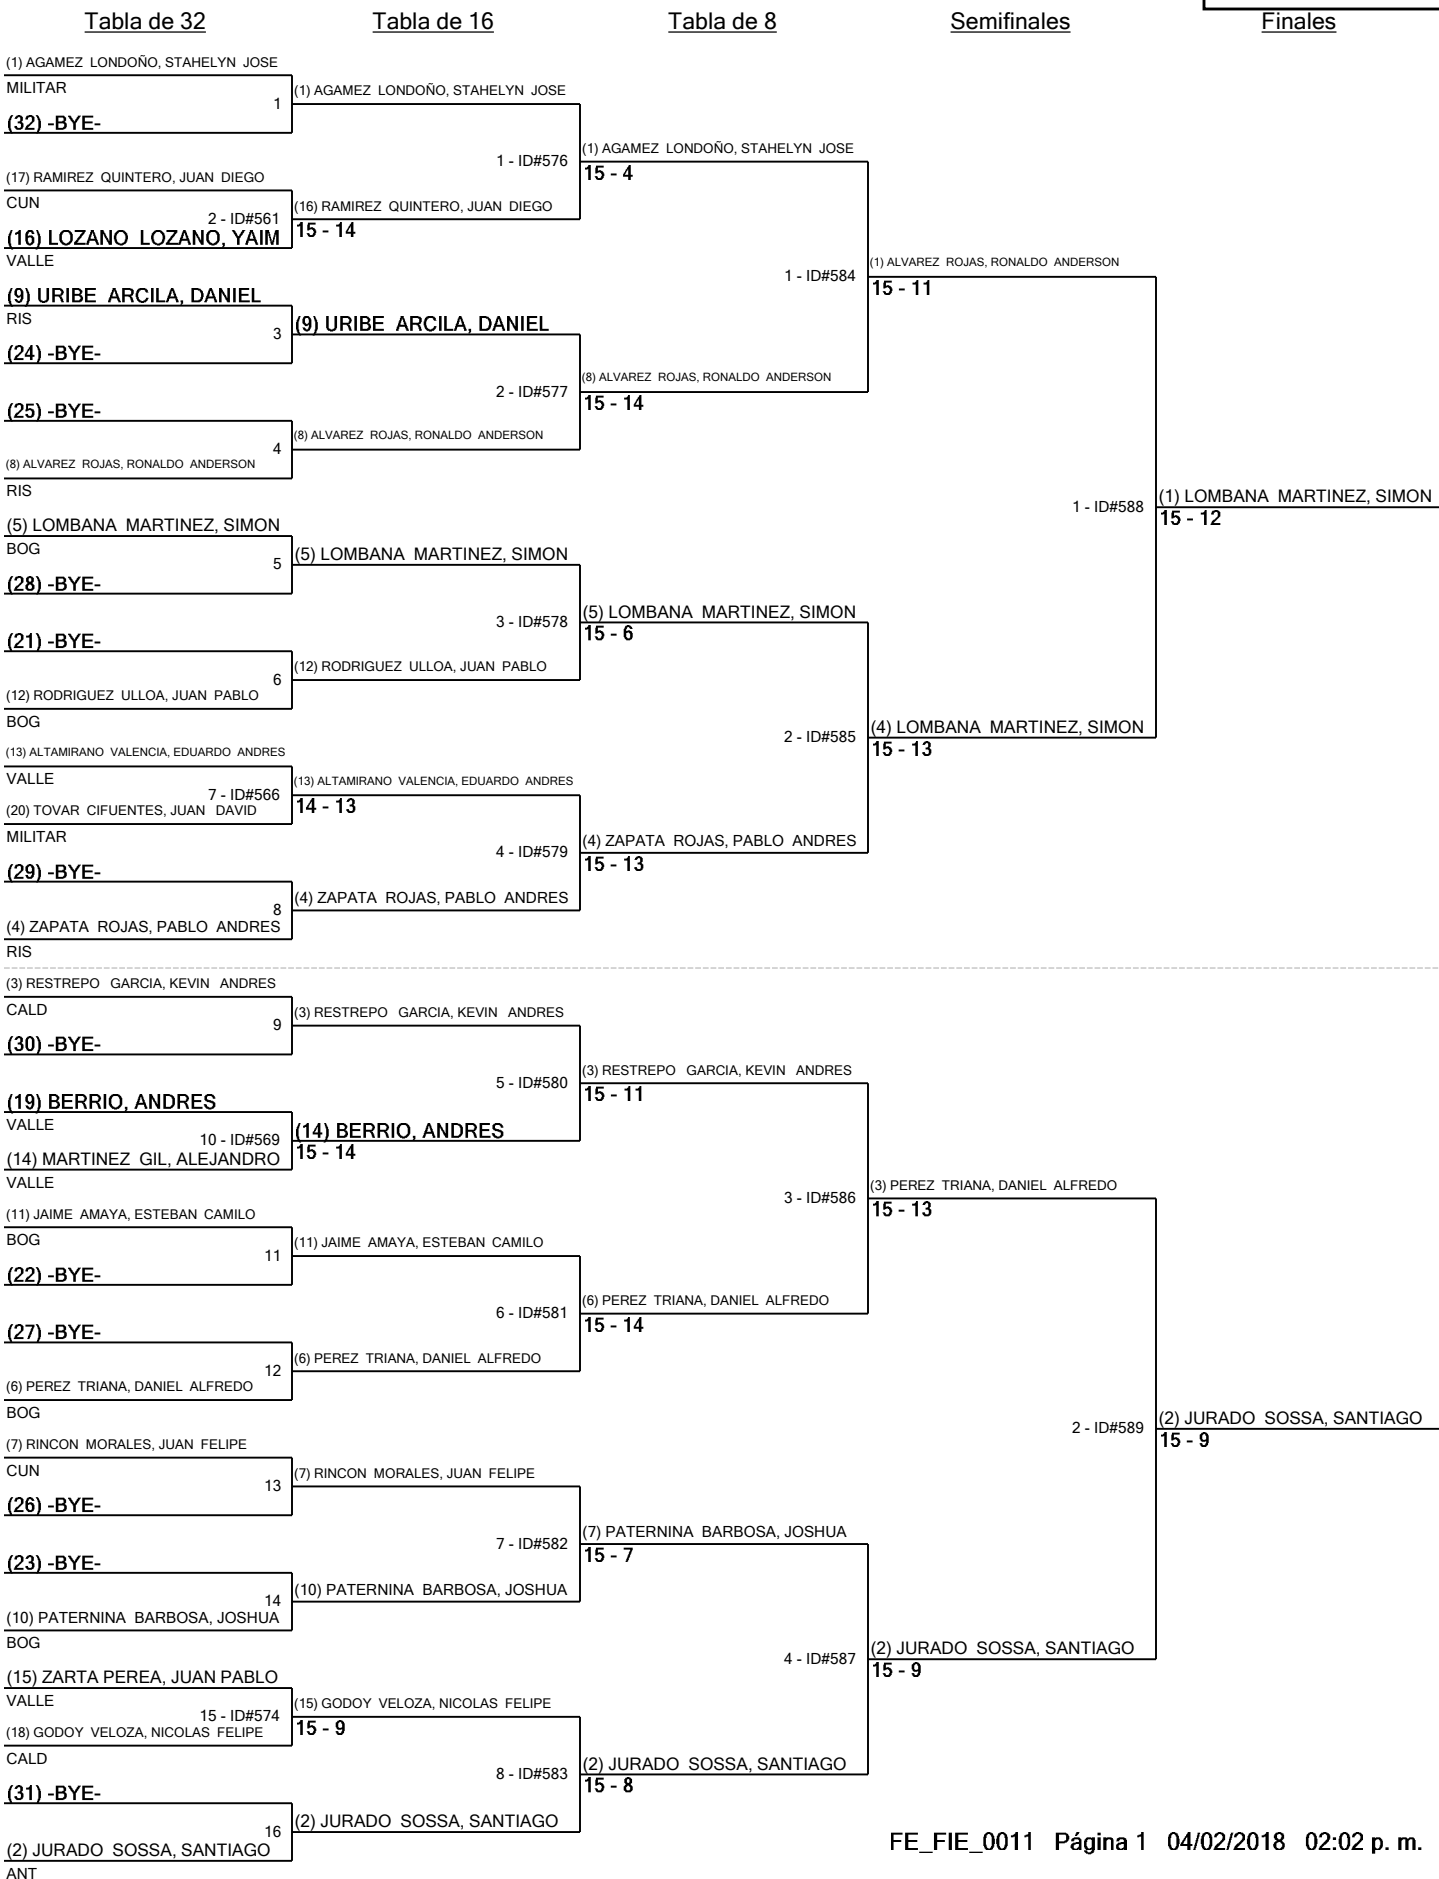 Tabla de 32 Tabla de 16 Tabla de 8 Semifinales Finales
(1) AGAMEZ LONDOÑO, STAHELYN JOSE
MILITAR
1
(1) AGAMEZ LONDOÑO, STAHELYN JOSE
(32) -BYE-
1 - ID#576
(1) AGAMEZ LONDOÑO, STAHELYN JOSE
15 - 4
(17) RAMIREZ QUINTERO, JUAN DIEGO
CUN
2 - ID#561
(16) RAMIREZ QUINTERO, JUAN DIEGO
15 - 14
(16) LOZANO LOZANO, YAIM
VALLE
1 - ID#584
(1) ALVAREZ ROJAS, RONALDO ANDERSON
15 - 11
(9) URIBE ARCILA, DANIEL
RIS
3
(9) URIBE ARCILA, DANIEL
(24) -BYE-
2 - ID#577
(8) ALVAREZ ROJAS, RONALDO ANDERSON
15 - 14
(25) -BYE-
4
(8) ALVAREZ ROJAS, RONALDO ANDERSON
(8) ALVAREZ ROJAS, RONALDO ANDERSON
RIS
1 - ID#588
(1) LOMBANA MARTINEZ, SIMON
15 - 12
(5) LOMBANA MARTINEZ, SIMON
BOG
5
(5) LOMBANA MARTINEZ, SIMON
(28) -BYE-
3 - ID#578
(5) LOMBANA MARTINEZ, SIMON
15 - 6
(21) -BYE-
6
(12) RODRIGUEZ ULLOA, JUAN PABLO
(12) RODRIGUEZ ULLOA, JUAN PABLO
BOG
2 - ID#585
(4) LOMBANA MARTINEZ, SIMON
15 - 13
(13) ALTAMIRANO VALENCIA, EDUARDO ANDRES
VALLE
7 - ID#566
(13) ALTAMIRANO VALENCIA, EDUARDO ANDRES
14 - 13
(20) TOVAR CIFUENTES, JUAN DAVID
MILITAR
4 - ID#579
(4) ZAPATA ROJAS, PABLO ANDRES
15 - 13
(29) -BYE-
8
(4) ZAPATA ROJAS, PABLO ANDRES
(4) ZAPATA ROJAS, PABLO ANDRES
RIS
(3) RESTREPO GARCIA, KEVIN ANDRES
CALD
9
(3) RESTREPO GARCIA, KEVIN ANDRES
(30) -BYE-
5 - ID#580
(3) RESTREPO GARCIA, KEVIN ANDRES
15 - 11
(19) BERRIO, ANDRES
VALLE
10 - ID#569
(14) BERRIO, ANDRES
15 - 14
(14) MARTINEZ GIL, ALEJANDRO
VALLE
3 - ID#586
(3) PEREZ TRIANA, DANIEL ALFREDO
15 - 13
(11) JAIME AMAYA, ESTEBAN CAMILO
BOG
11
(11) JAIME AMAYA, ESTEBAN CAMILO
(22) -BYE-
6 - ID#581
(6) PEREZ TRIANA, DANIEL ALFREDO
15 - 14
(27) -BYE-
12
(6) PEREZ TRIANA, DANIEL ALFREDO
(6) PEREZ TRIANA, DANIEL ALFREDO
BOG
2 - ID#589
(2) JURADO SOSSA, SANTIAGO
15 - 9
(7) RINCON MORALES, JUAN FELIPE
CUN
13
(7) RINCON MORALES, JUAN FELIPE
(26) -BYE-
7 - ID#582
(7) PATERNINA BARBOSA, JOSHUA
15 - 7
(23) -BYE-
14
(10) PATERNINA BARBOSA, JOSHUA
(10) PATERNINA BARBOSA, JOSHUA
BOG
4 - ID#587
(2) JURADO SOSSA, SANTIAGO
15 - 9
(15) ZARTA PEREA, JUAN PABLO
VALLE
15 - ID#574
(15) GODOY VELOZA, NICOLAS FELIPE
15 - 9
(18) GODOY VELOZA, NICOLAS FELIPE
CALD
8 - ID#583
(2) JURADO SOSSA, SANTIAGO
15 - 8
(31) -BYE-
16
(2) JURADO SOSSA, SANTIAGO
(2) JURADO SOSSA, SANTIAGO
ANT
FE_FIE_0011 Página 1 04/02/2018 02:02 p. m.